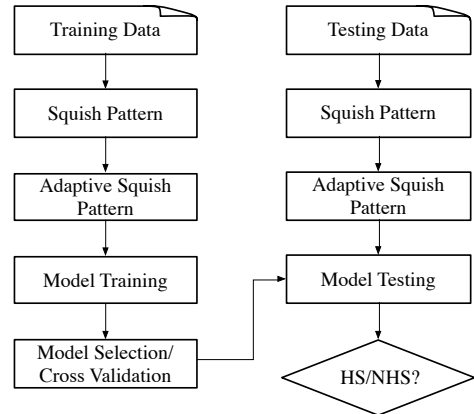 Training Data
Squish Pattern
Adaptive Squish
Pattern
Model Training
Model Selection/
Cross Validation
Testing Data
Squish Pattern
Adaptive Squish
Pattern
Model Testing
HS/NHS?